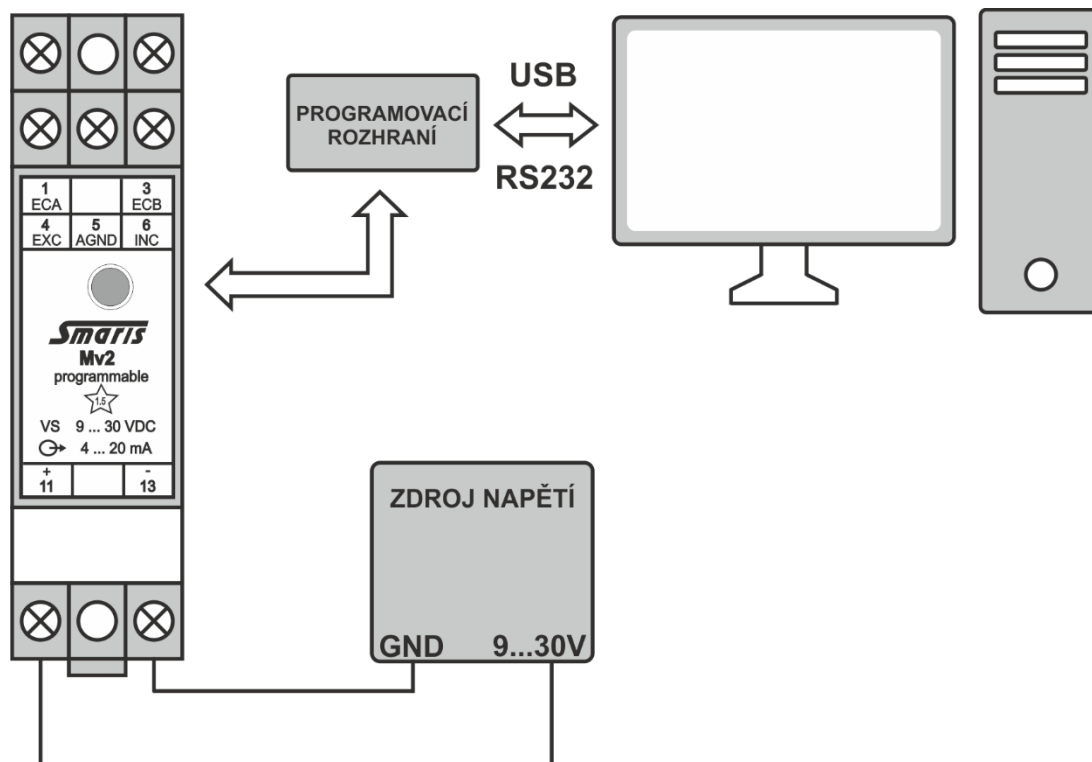 1 3
ECA ECB
4 5 6
EXC AGND INC
Smaris
Mv2
programmable
1.5
VS 9 ... 30 VDC
4 ... 20 mA
+ -
11 13
PROGRAMOVACÍ
ROZHRANÍ
USB
RS232
ZDROJ NAPĚTÍ
GND 9...30V